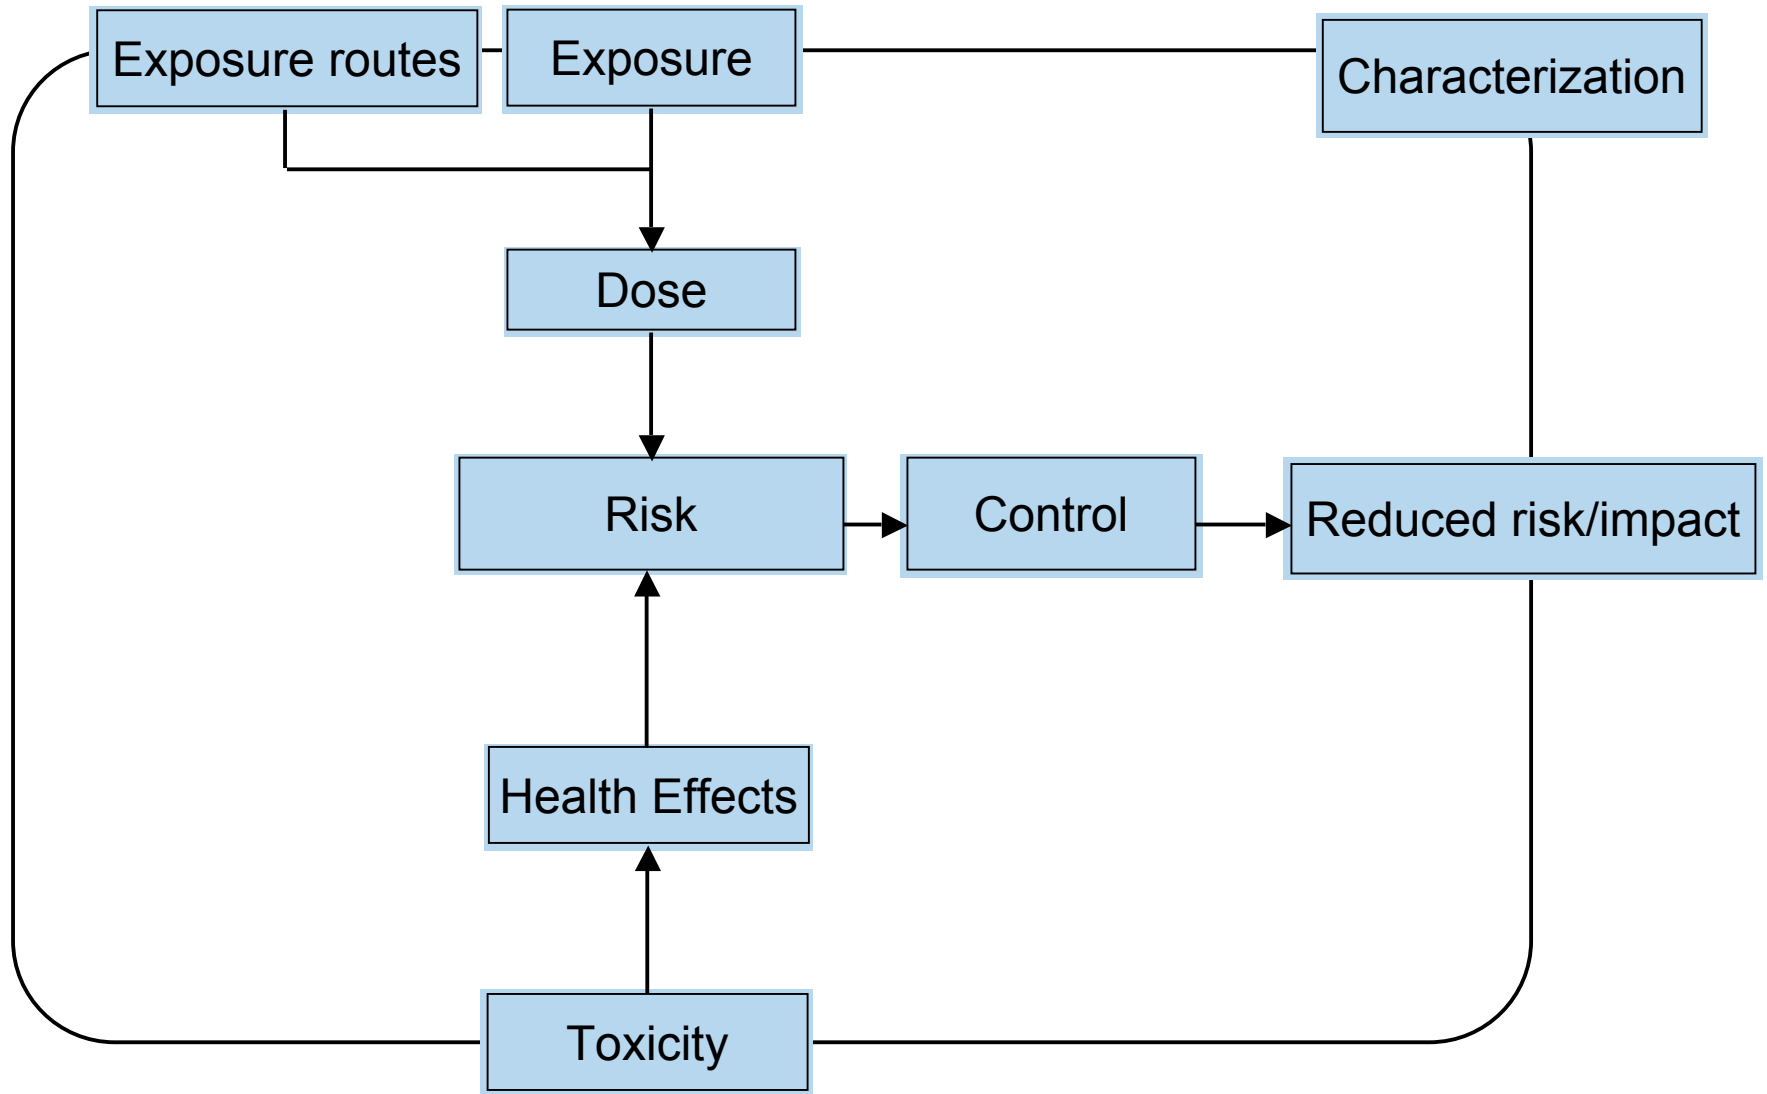 Exposure routes
Exposure
Characterization
Dose
Risk
Control
Reduced risk/impact
Health Effects
Toxicity